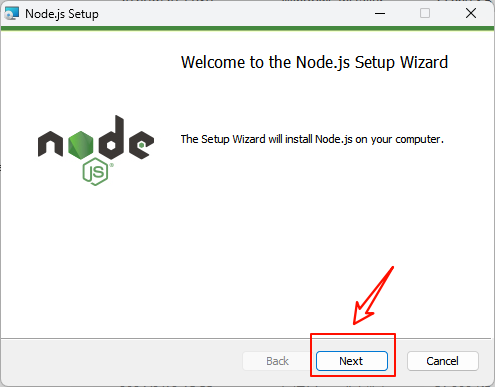 Node.js Setup
Welcome to the Node.js Setup Wizard
node
JS
®
The Setup Wizard will install Node.js on your computer.
Back
Next
Cancel